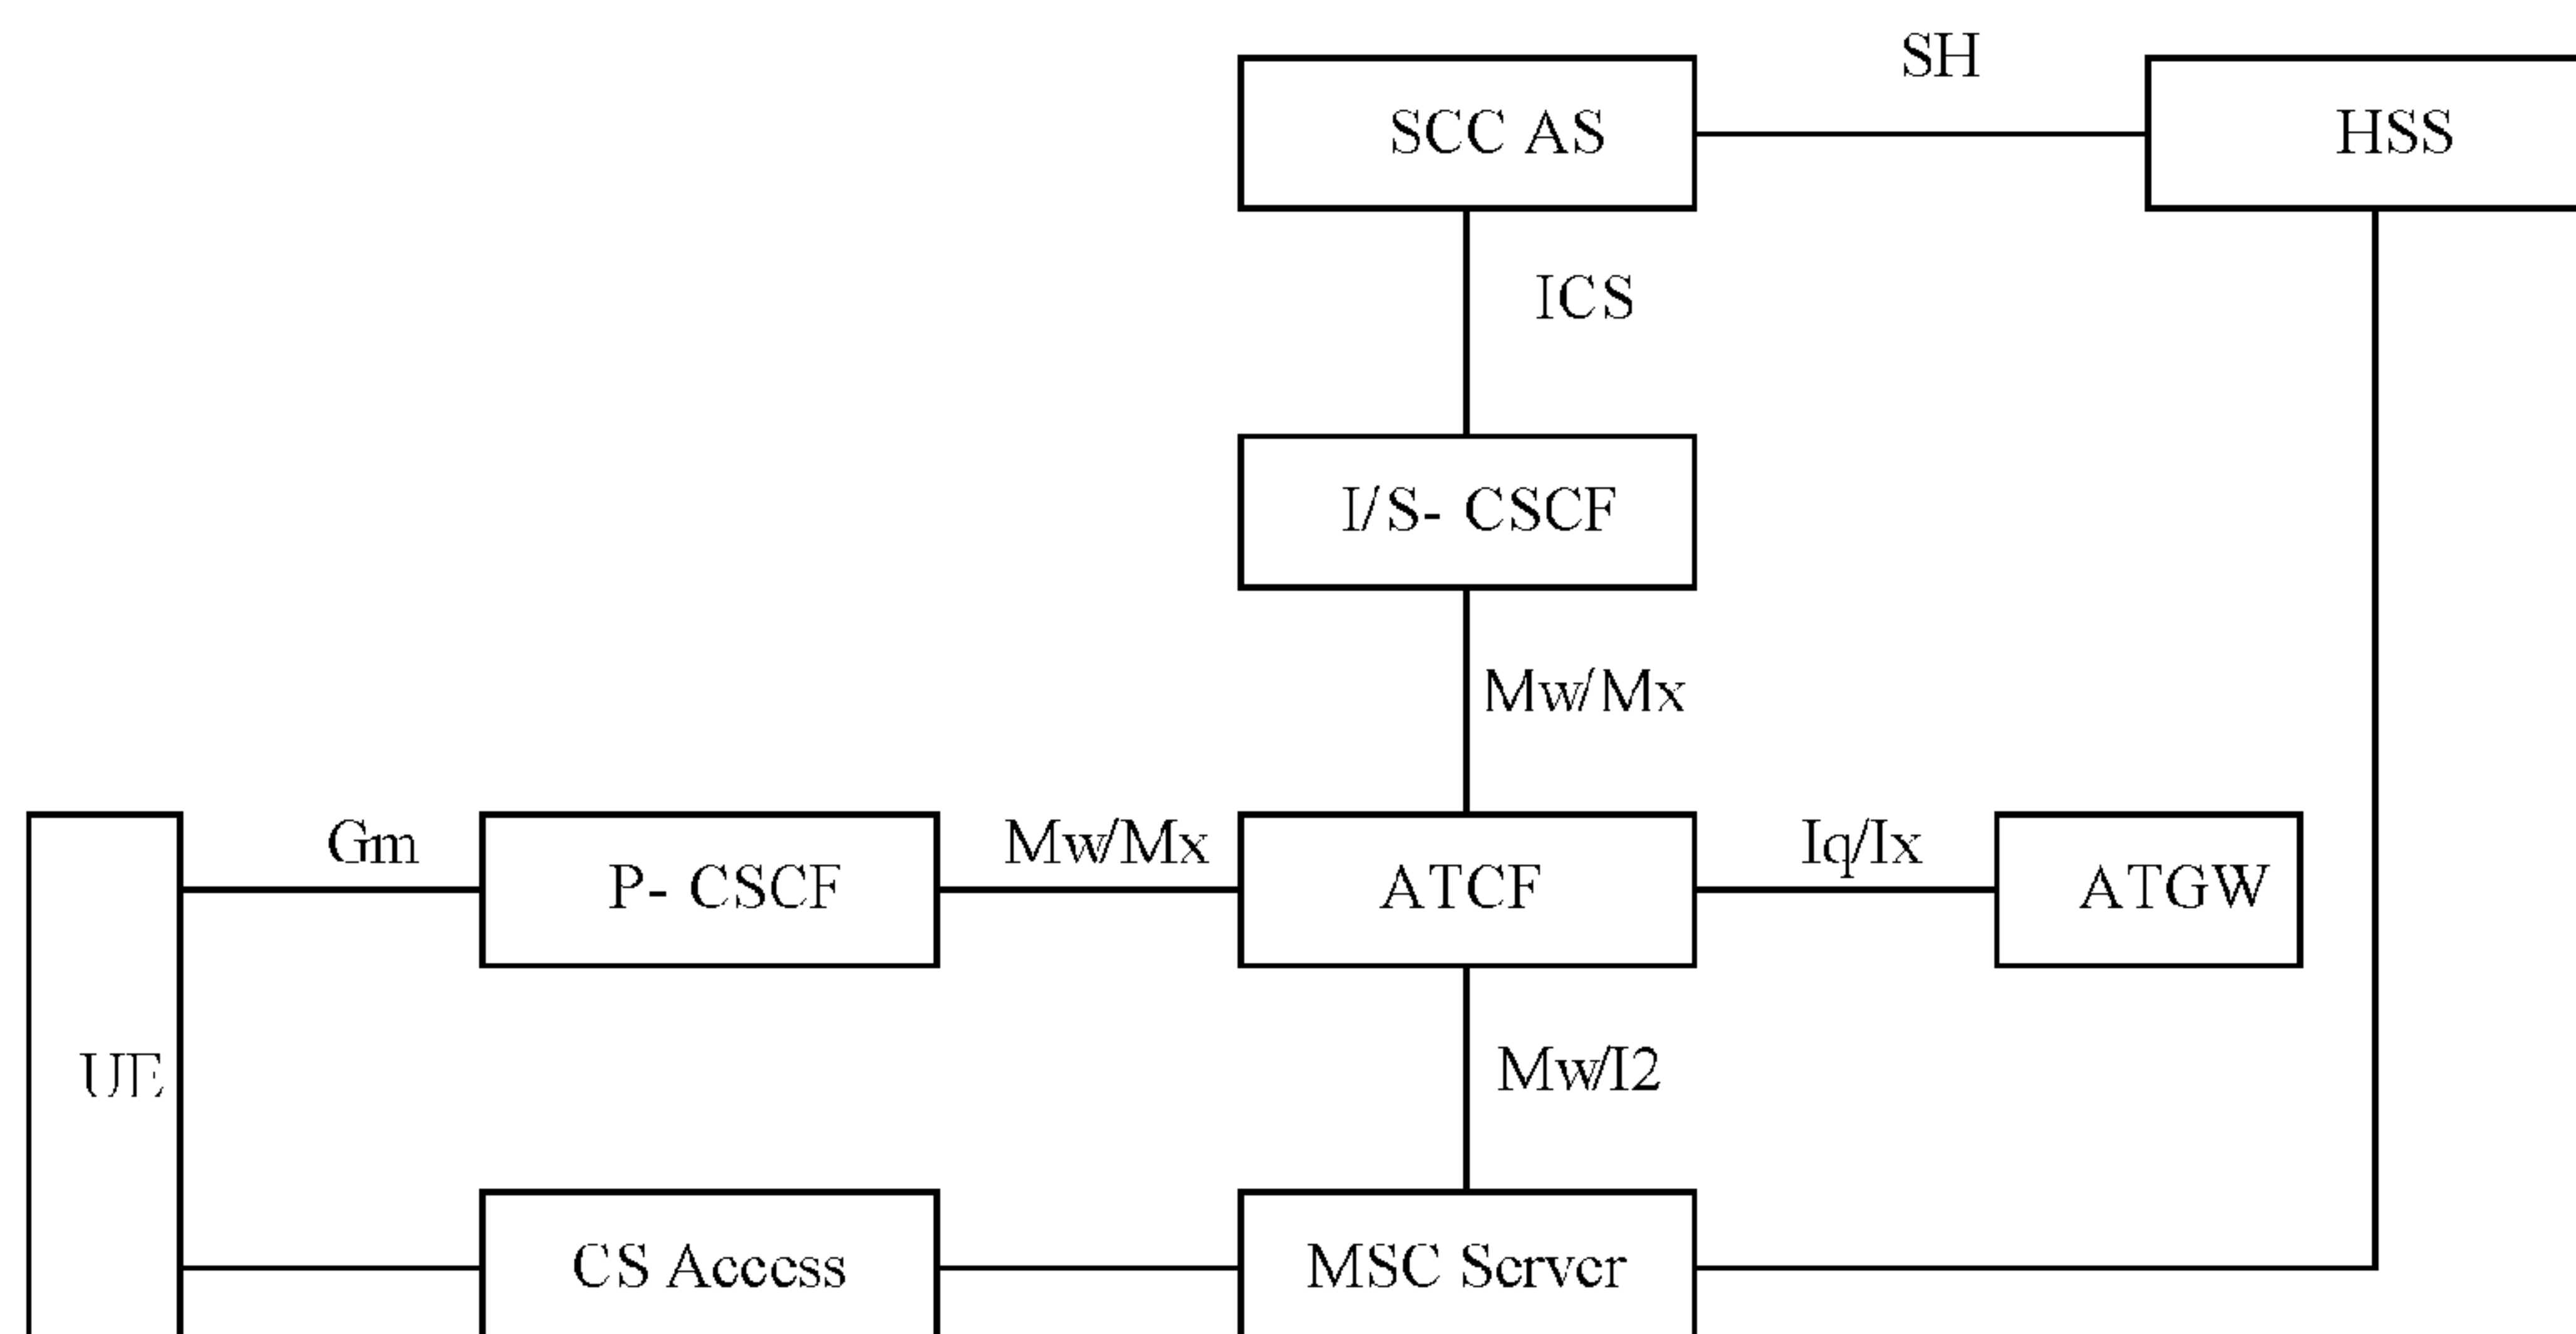 SH
SCC AS
HSS
ICS
I/S- CSCF
Mw/Mx
Gm
P- CSCF
Mw/Mx
ATCF
Iq/Ix
ATGW
UE
Mw/I2
CS Access
MSC Server